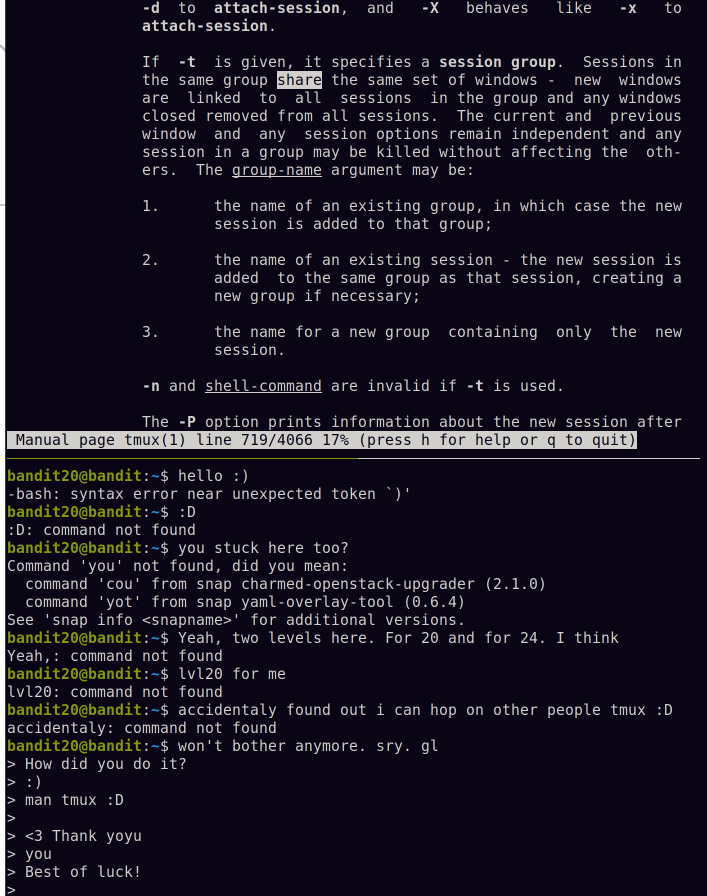 -d to attach-session, and -X behaves like -x to
attach-session.
If -t is given, it specifies a session group. Sessions in
the same group share the same set of windows - new windows
are linked to all sessions in the group and any windows
closed removed from all sessions. The current and previous
window and any session options remain independent and any
session in a group may be killed without affecting the oth-
ers. The group-name argument may be:
1. the name of an existing group, in which case the new
session is added to that group;
2. the name of an existing session - the new session is
added to the same group as that session, creating a
new group if necessary;
3. the name for a new group containing only the new
session.
-n and shell-command are invalid if -t is used.
The -P option prints information about the new session after
Manual page tmux(1) line 719/4066 17% (press h for help or q to quit)
bandit20@bandit:~$ hello :)
-bash: syntax error near unexpected token `)'
bandit20@bandit:~$ :D
:D: command not found
bandit20@bandit:~$ you stuck here too?
Command 'you' not found, did you mean:
command 'cou' from snap charmed-openstack-upgrader (2.1.0)
command 'yot' from snap yaml-overlay-tool (0.6.4)
See 'snap info <snapname>' for additional versions.
bandit20@bandit:~$ Yeah, two levels here. For 20 and for 24. I think
Yeah,: command not found
bandit20@bandit:~$ lvl20 for me
lvl20: command not found
bandit20@bandit:~$ accidentaly found out i can hop on other people tmux :D
accidentaly: command not found
bandit20@bandit:~$ won't bother anymore. sry. gl
> How did you do it?
> :)
> man tmux :D
>
> <3 Thank yoyu
> you
> Best of luck!
>